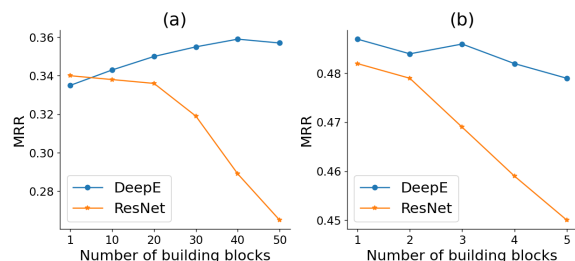 (a)
MRR
0.36
0.34
0.32
0.30
0.28
DeepE
ResNet
1 10 20 30 40 50
Number of building blocks
(b)
MRR
0.48
0.47
0.46
0.45
DeepE
ResNet
1 2 3 4 5
Number of building blocks